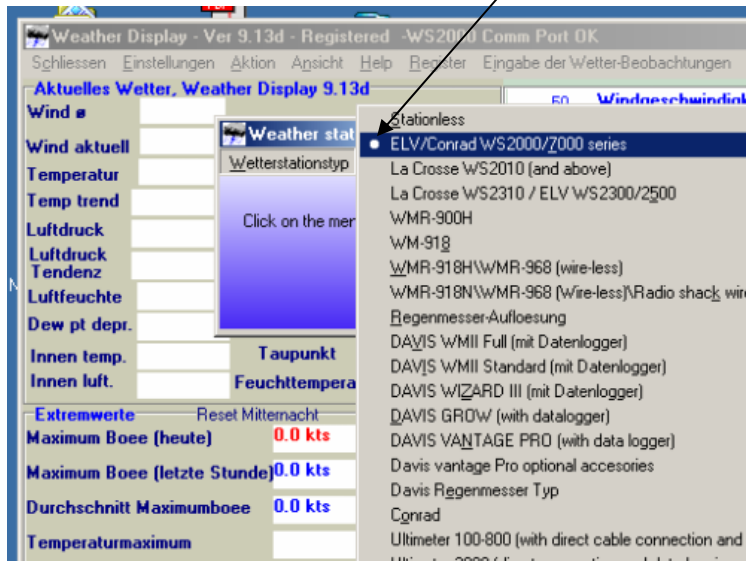 Weather Display - Ver 9.13d - Registered -WS2000 Comm Port OK
Schliessen Einstellungen Aktion Ansicht Help Register Eingabe der Wetter-Beobachtungen
Aktuelles Wetter, Weather Display 9.13d
Wind ø
Wind aktuell
Temperatur
Temp trend
Luftdruck
Luftdruck
Tendenz
Luftfeuchte
Dew pt depr.
Innen temp.
Innen luft.
Taupunkt
Feuchttempera
Extremwerte Reset Mitternacht
Maximum Boee (heute) 0.0 kts
Maximum Boee (letzte Stunde) 0.0 kts
Durchschnitt Maximumboee 0.0 kts
Temperaturmaximum
Weather stat
Wetterstationstyp
Click on the mer
Windgeschwindigk
Stationless
ELV/Conrad WS2000/7000 series
La Crosse WS2010 (and above)
La Crosse WS2310 / ELV WS2300/2500
WMR-900H
WM-918
WMR-918H\WMR-968 (wire-less)
WMR-918N\WMR-968 (Wire-less)\Radio shack wir
Regenmesser-Aufloesung
DAVIS WMII Full (mit Datenlogger)
DAVIS WMII Standard (mit Datenlogger)
DAVIS WIZARD III (mit Datenlogger)
DAVIS GROW (with datalogger)
DAVIS VANTAGE PRO (with data logger)
Davis vantage Pro optional accesories
Davis Regenmesser Typ
Conrad
Ultimeter 100-800 (with direct cable connection and